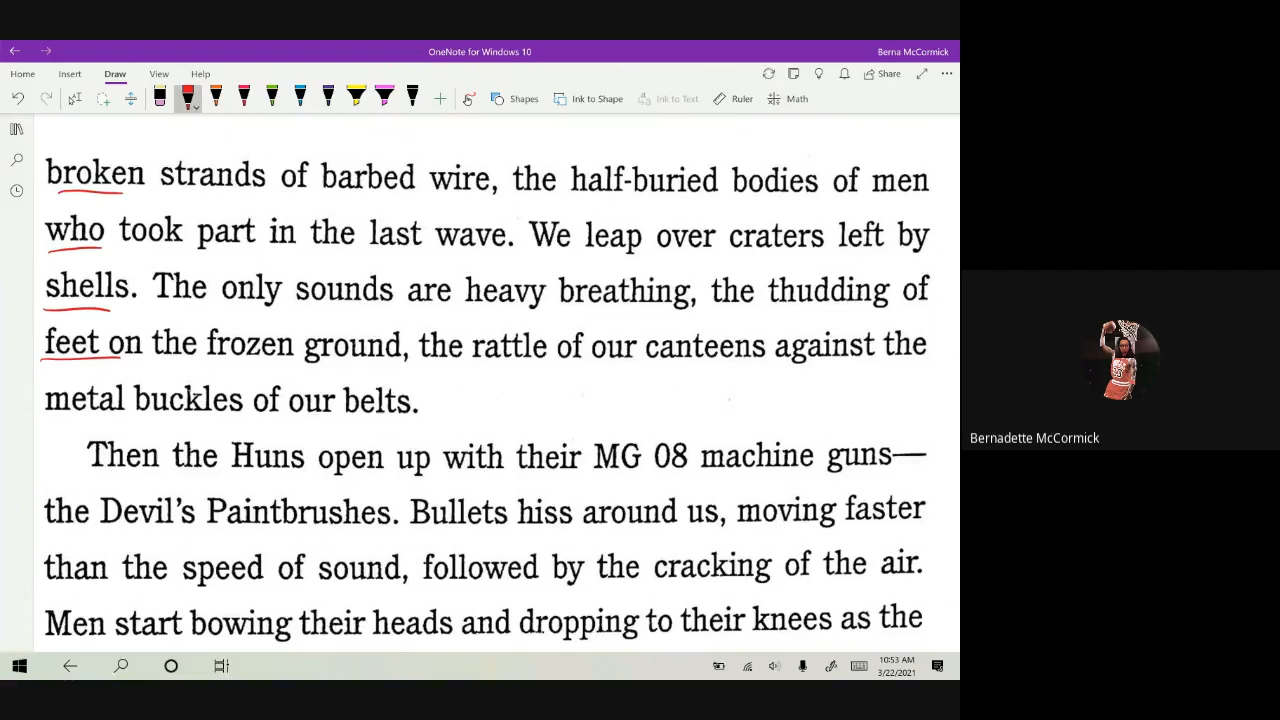 OneNote for Windows 10
Berna McCormick
Home Insert Draw View Help
Share
Shapes Ink to Shape Ink to Text Ruler Math
broken strands of barbed wire, the half-buried bodies of men
who took part in the last wave. We leap over craters left by
shells. The only sounds are heavy breathing, the thudding of
feet on the frozen ground, the rattle of our canteens against the
metal buckles of our belts.
Then the Huns open up with their MG 08 machine guns—
the Devil's Paintbrushes. Bullets hiss around us, moving faster
than the speed of sound, followed by the cracking of the air.
Men start bowing their heads and dropping to their knees as the
Bernadette McCormick
10:53 AM
3/22/2021